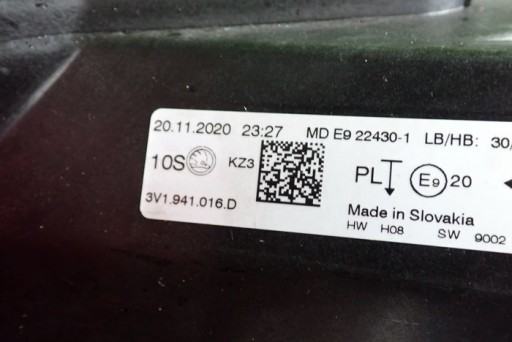 20.11.2020 23:27 MD E9 22430-1 LB/HB: 30/
10S KZ3 PL E9 20
3V1.941.016.D
Made in Slovakia
HW H08 SW 9002